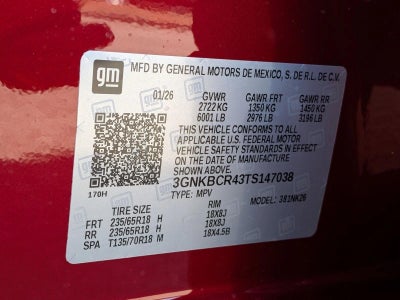 gm MFD BY GENERAL MOTORS DE MEXICO, S. DE R.L. DE C.V.
01/26 GVWR GAWR FRT GAWR RR
2722 KG 1350 KG 1450 KG
6001 LB 2976 LB 3196 LB
THIS VEHICLE CONFORMS TO ALL
APPLICABLE U.S. FEDERAL MOTOR
VEHICLE SAFETY STANDARDS IN EFFECT
ON THE DATE OF MANUFACTURE
SHOWN ABOVE.
3GNKBCR43TS147038
170H TYPE: MPV MODEL: 381NK26
TIRE SIZE RIM
FR 235/65R18 H 18X8J
RR 235/65R18 H 18X8J
SPA T135/70R18 M 18X4.5B